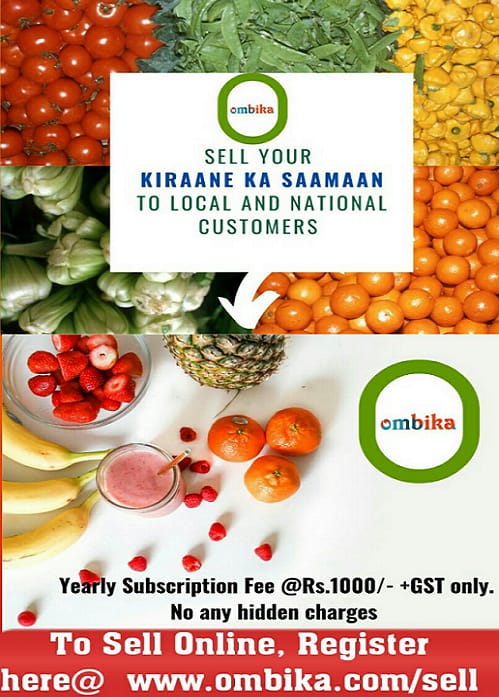 ombika
SELL YOUR
KIRAANE KA SAAMAAN
TO LOCAL AND NATIONAL
CUSTOMERS
ombika
Yearly Subscription Fee @Rs.1000/- +GST only.
No any hidden charges
To Sell Online, Register
here@ www.ombika.com/sell